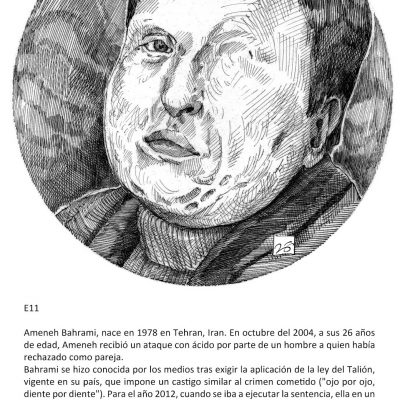 25
E11
Ameneh Bahrami, nace en 1978 en Tehran, Iran. En octubre del 2004, a sus 26 años
de edad, Ameneh recibió un ataque con ácido por parte de un hombre a quien había
rechazado como pareja.
Bahrami se hizo conocida por los medios tras exigir la aplicación de la ley del Talión,
vigente en su país, que impone un castigo similar al crimen cometido ("ojo por ojo,
diente por diente"). Para el año 2012, cuando se iba a ejecutar la sentencia, ella en un